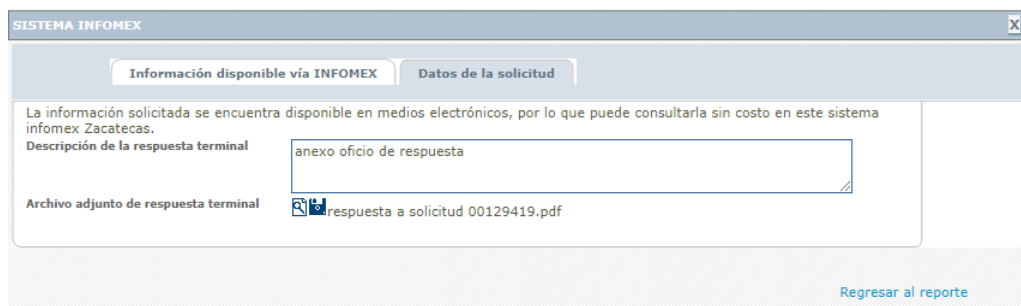 SISTEMA INFOMEX
X
Información disponible vía INFOMEX
Datos de la solicitud
La información solicitada se encuentra disponible en medios electrónicos, por lo que puede consultarla sin costo en este sistema
infomex Zacatecas.
Descripción de la respuesta terminal
anexo oficio de respuesta
Archivo adjunto de respuesta terminal
respuesta a solicitud 00129419.pdf
Regresar al reporte